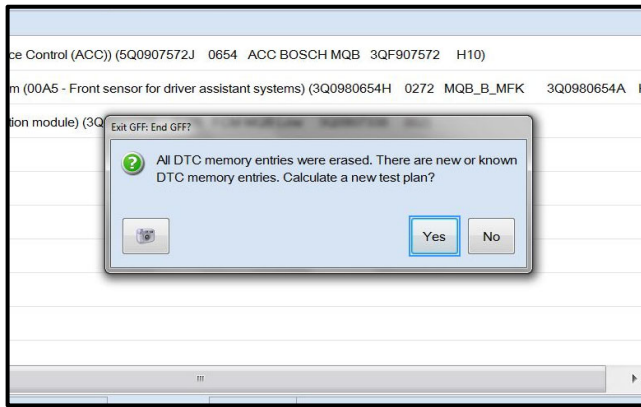 ce Control (ACC)) (5Q0907572J 0654 ACC BOSCH MQB 3QF907572 H10)
m (00A5 - Front sensor for driver assistant systems) (3Q0980654H 0272 MQB_B_MFK 3Q0980654A
tion module) (3Q
Exit GFF: End GFF?
All DTC memory entries were erased. There are new or known
DTC memory entries. Calculate a new test plan?
Yes No